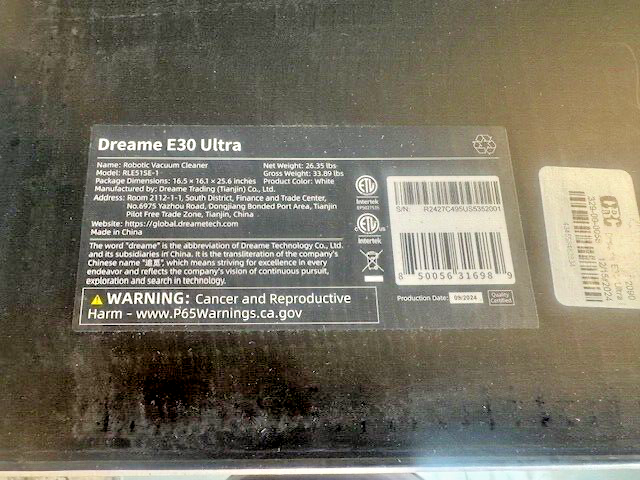 Dreame E30 Ultra
Name: Robotic Vacuum Cleaner
Net Weight: 26.35 lbs
Model: RLE51SE-1
Gross Weight: 33.89 lbs
Package Dimensions: 16.5 × 16.1 × 25.6 inches
Product Color: White
Manufactured by: Dreame Trading (Tianjin) Co., Ltd.
Address: Room 2112-1-1, South District, Finance and Trade Center,
No.6975 Yazhou Road, Dongjiang Bonded Port Area, Tianjin
Pilot Free Trade Zone, Tianjin, China
Website: https://global.dreametech.com
Made in China
The word "dreame" is the abbreviation of Dreame Technology Co., Ltd.
and its subsidiaries in China. It is the transliteration of the company's
Chinese name "追觅", which means striving for excellence in every
endeavor and reflects the company's vision of continuous pursuit,
exploration and search in technology.
WARNING: Cancer and Reproductive
Harm – www.P65Warnings.ca.gov
ETL
Intertek
ETL
us
Intertek
S/N:
R2427C495US5352001
8 50056 31698 9
Production Date: 09/2024
Quality
Certified